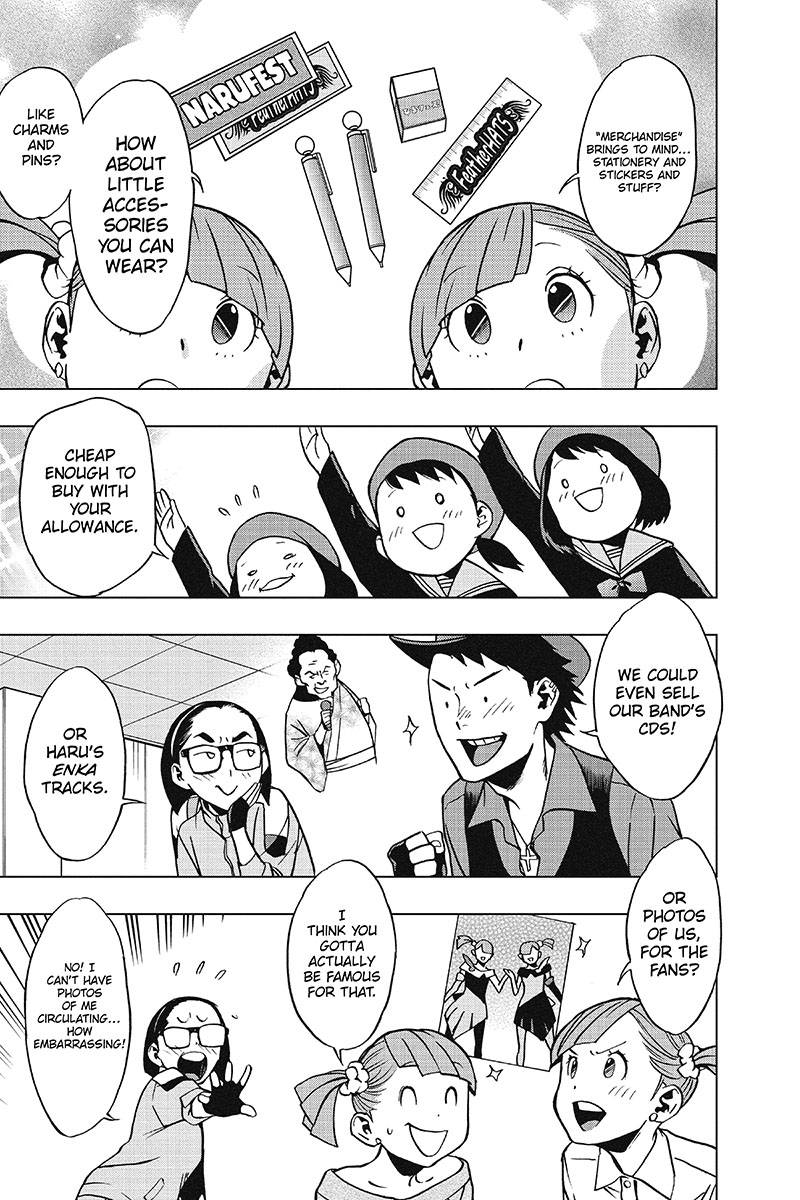 "MERCHANDISE"
BRINGS TO MIND...
STATIONERY AND
STICKERS AND
STUFF?
NARUFEST
FeatherHATS
FeatherHATS
HOW
ABOUT
LITTLE
ACCES-
SORIES
YOU CAN
WEAR?
LIKE
CHARMS
AND
PINS?
CHEAP
ENOUGH TO
BUY WITH
YOUR
ALLOWANCE.
WE COULD
EVEN SELL
OUR BAND'S
CDS!
OR
HARU'S
ENKA
TRACKS.
OR
PHOTOS
OF US,
FOR THE
FANS?
I
THINK YOU
GOTTA
ACTUALLY
BE FAMOUS
FOR THAT.
NO! I
CAN'T HAVE
PHOTOS
OF ME
CIRCULATING...
HOW
EMBARRASSING!